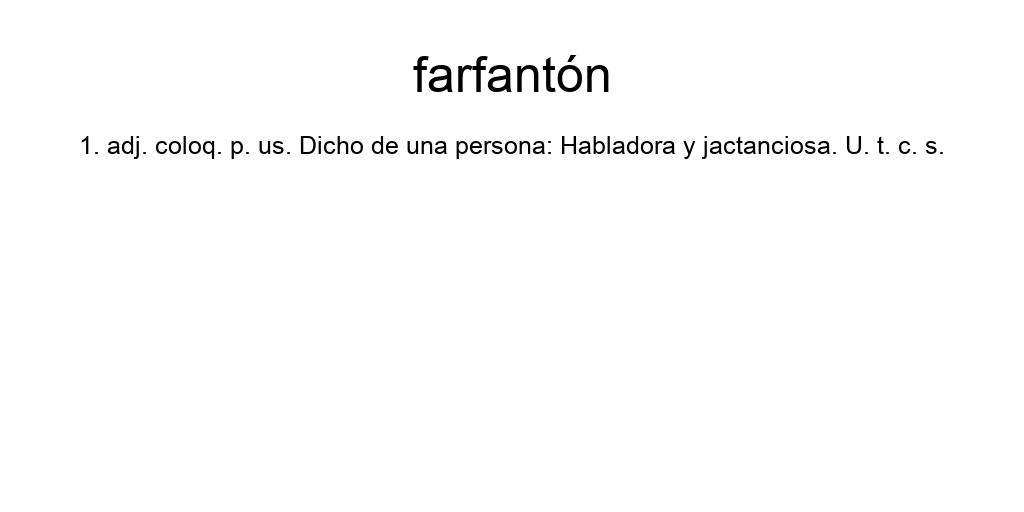 farfantón
1. adj. coloq. p. us. Dicho de una persona: Habladora y jactanciosa. U. t. c. s.